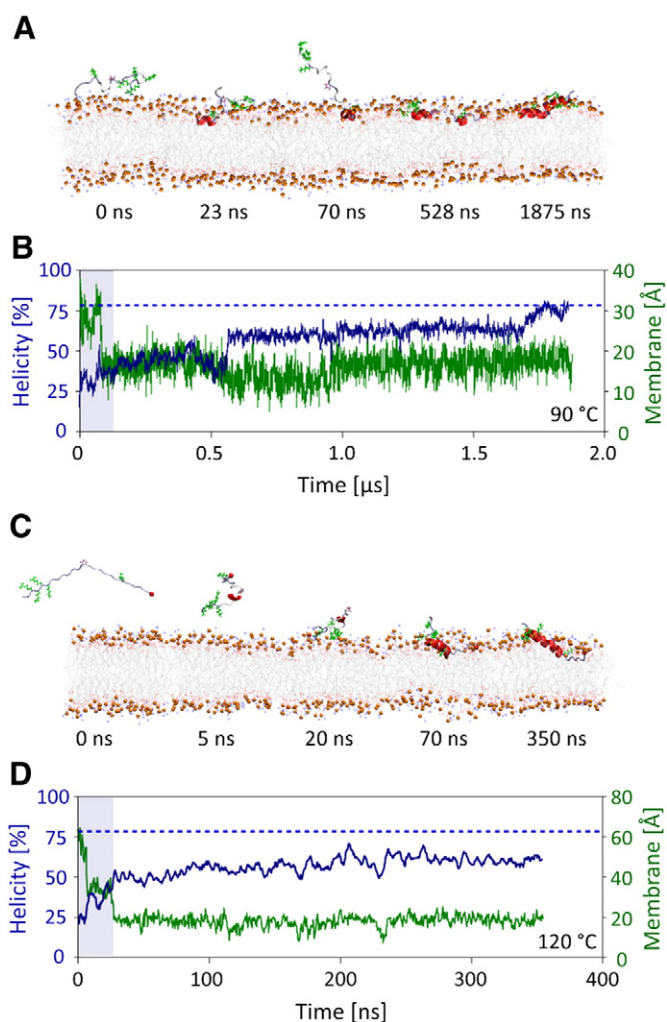 A
0 ns 23 ns 70 ns 528 ns 1875 ns
B
100 40
75 30
50 20
25 10
0 0
Helicity [%]
Membrane [Å]
90 °C
0 0.5 1.0 1.5 2.0
Time [µs]
C
0 ns 5 ns 20 ns 70 ns 350 ns
D
100 80
75 60
50 40
25 20
0 0
Helicity [%]
Membrane [Å]
120 °C
0 100 200 300 400
Time [ns]